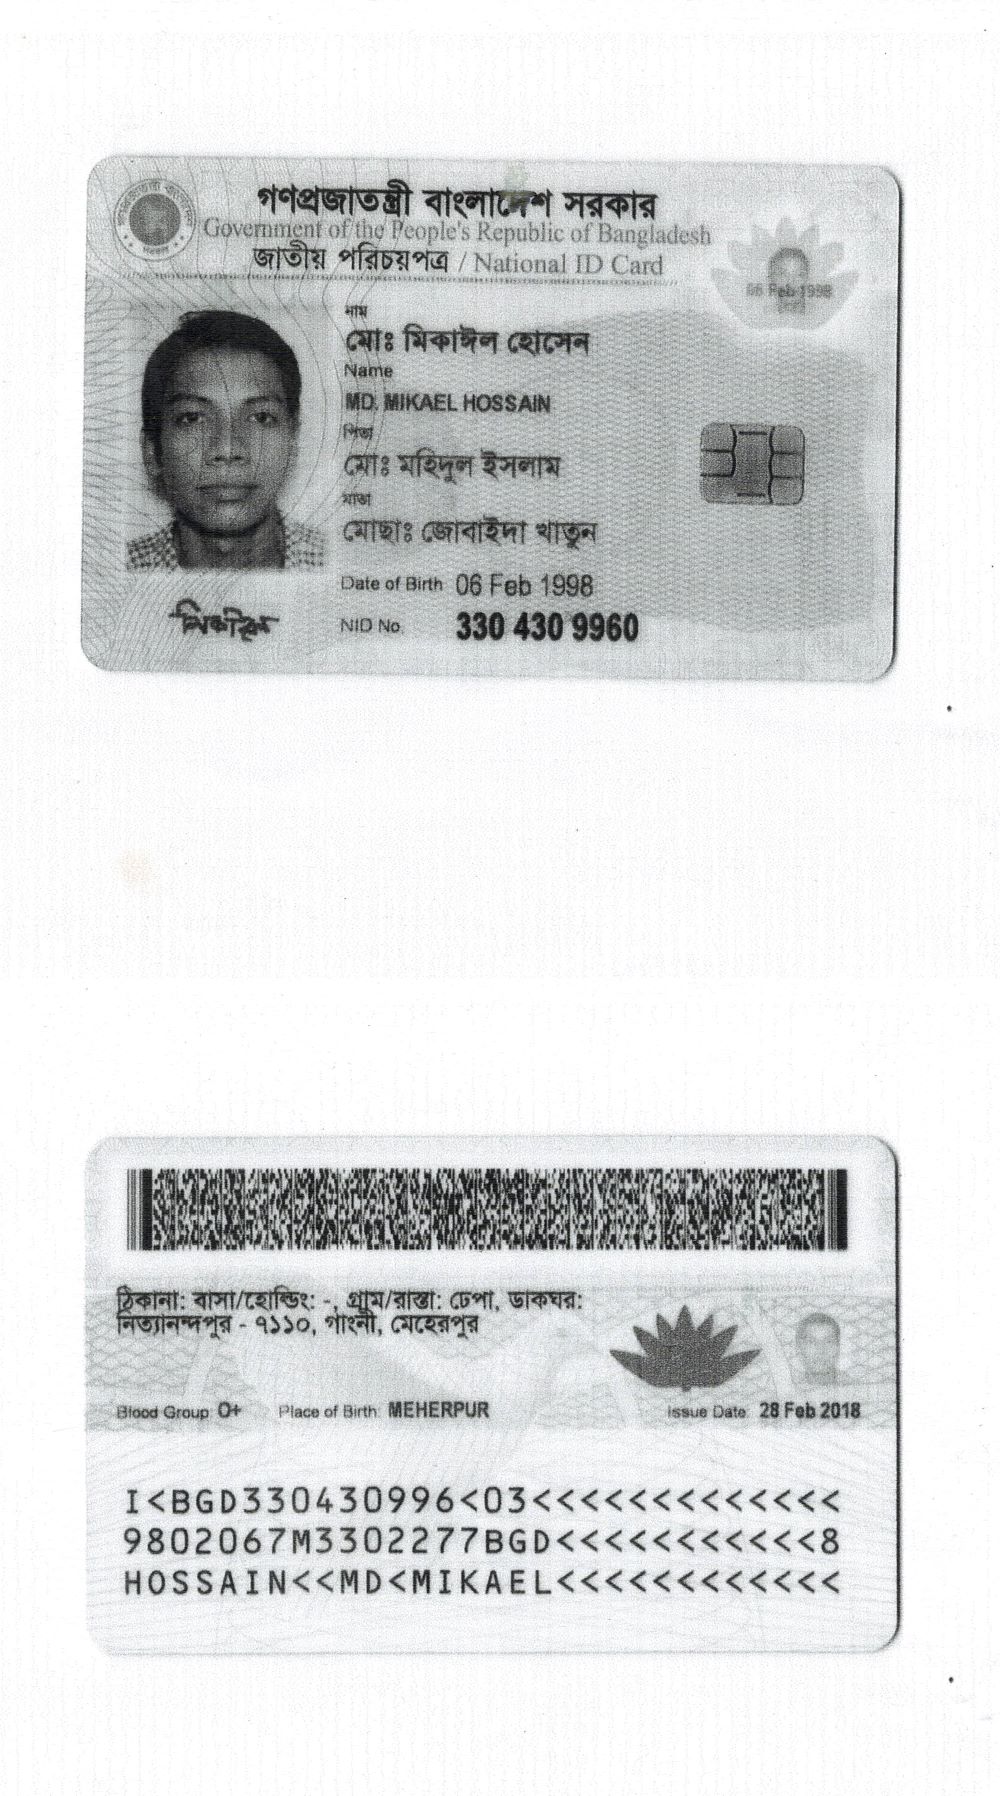 গণপ্রজাতন্ত্রী বাংলাদেশ সরকার
Government of the People's Republic of Bangladesh
জাতীয় পরিচয়পত্র / National ID Card
06 Feb 1998
নাম
মোঃ মিকাঈল হোসেন
Name
MD. MIKAEL HOSSAIN
পিতা
মোঃ মহিদুল ইসলাম
মাতা
মোছাঃ জোবাইদা খাতুন
Date of Birth 06 Feb 1998
NID No. 330 430 9960
ঠিকানা: বাসা/হোল্ডিং: -, গ্রাম/রাস্তা: ঢেপা, ডাকঘর:
নিত্যানন্দপুর - ৭১১০, গাংনী, মেহেরপুর
Blood Group: O+ Place of Birth: MEHERPUR Issue Date: 28 Feb 2018
I<BGD330430996<03<<<<<<<<<<<<<
9802067M3302277BGD<<<<<<<<<<<8
HOSSAIN<<MD<MIKAEL<<<<<<<<<<<<